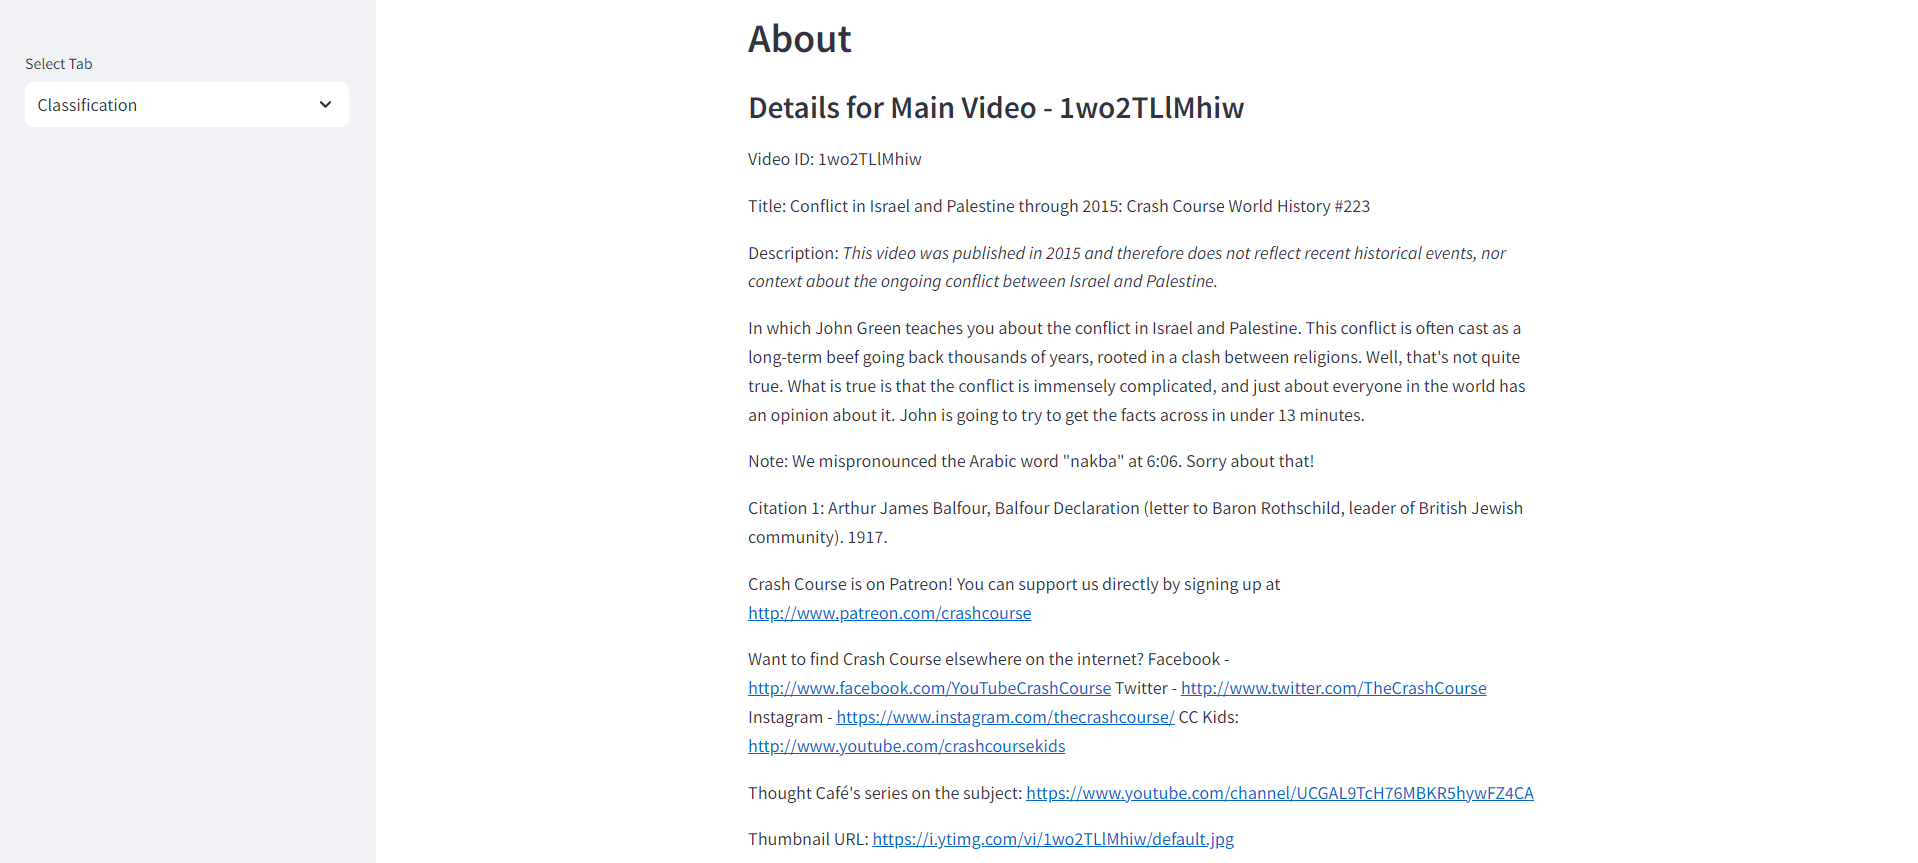 Select Tab
Classification
About
Details for Main Video - 1wo2TLlMhiw
Video ID: 1wo2TLlMhiw
Title: Conflict in Israel and Palestine through 2015: Crash Course World History #223
Description: This video was published in 2015 and therefore does not reflect recent historical events, nor
context about the ongoing conflict between Israel and Palestine.
In which John Green teaches you about the conflict in Israel and Palestine. This conflict is often cast as a
long-term beef going back thousands of years, rooted in a clash between religions. Well, that's not quite
true. What is true is that the conflict is immensely complicated, and just about everyone in the world has
an opinion about it. John is going to try to get the facts across in under 13 minutes.
Note: We mispronounced the Arabic word "nakba" at 6:06. Sorry about that!
Citation 1: Arthur James Balfour, Balfour Declaration (letter to Baron Rothschild, leader of British Jewish
community). 1917.
Crash Course is on Patreon! You can support us directly by signing up at
http://www.patreon.com/crashcourse
Want to find Crash Course elsewhere on the internet? Facebook -
http://www.facebook.com/YouTubeCrashCourse Twitter - http://www.twitter.com/TheCrashCourse
Instagram - https://www.instagram.com/thecrashcourse/ CC Kids:
http://www.youtube.com/crashcoursekids
Thought Café's series on the subject: https://www.youtube.com/channel/UCGAL9TcH76MBKR5hywFZ4CA
Thumbnail URL: https://i.ytimg.com/vi/1wo2TLlMhiw/default.jpg